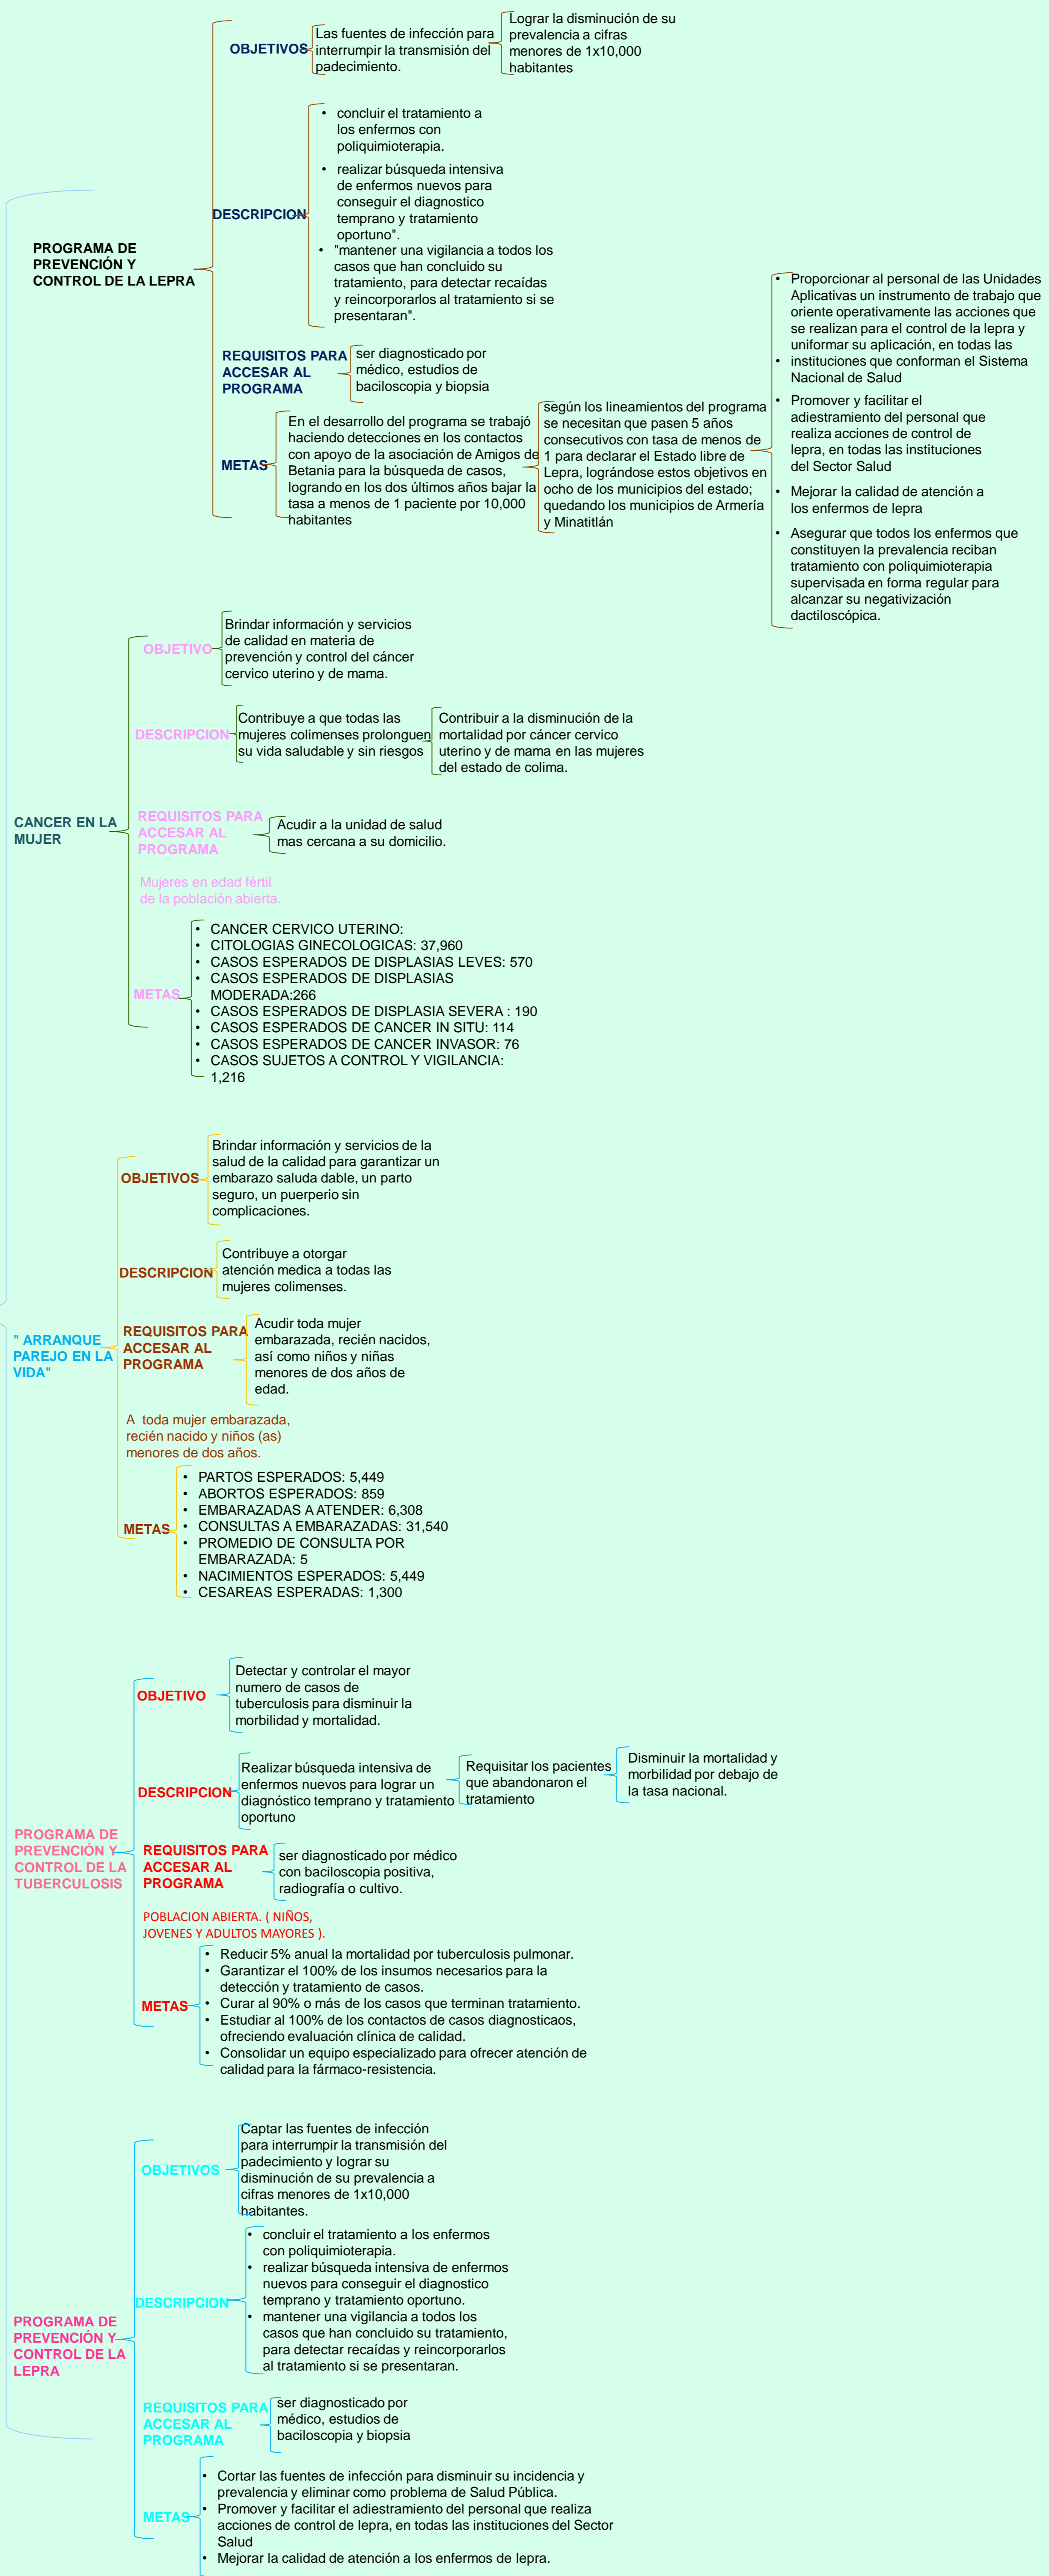 PROGRAMA DE
PREVENCIÓN Y
CONTROL DE LA LEPRA
OBJETIVOS
Las fuentes de infección para
interrumpir la transmisión del
padecimiento.
Lograr la disminución de su
prevalencia a cifras
menores de 1x10,000
habitantes
DESCRIPCION
• concluir el tratamiento a
los enfermos con
poliquimioterapia.
• realizar búsqueda intensiva
de enfermos nuevos para
conseguir el diagnostico
temprano y tratamiento
oportuno".
• "mantener una vigilancia a todos los
casos que han concluido su
tratamiento, para detectar recaídas
y reincorporarlos al tratamiento si se
presentaran".
REQUISITOS PARA
ACCESAR AL
PROGRAMA
ser diagnosticado por
médico, estudios de
baciloscopia y biopsia
METAS
En el desarrollo del programa se trabajó
haciendo detecciones en los contactos
con apoyo de la asociación de Amigos de
Betania para la búsqueda de casos,
logrando en los dos últimos años bajar la
tasa a menos de 1 paciente por 10,000
habitantes
según los lineamientos del programa
se necesitan que pasen 5 años
consecutivos con tasa de menos de
1 para declarar el Estado libre de
Lepra, lográndose estos objetivos en
ocho de los municipios del estado;
quedando los municipios de Armería
y Minatitlán
• Proporcionar al personal de las Unidades
Aplicativas un instrumento de trabajo que
oriente operativamente las acciones que
se realizan para el control de la lepra y
uniformar su aplicación, en todas las
• instituciones que conforman el Sistema
Nacional de Salud
• Promover y facilitar el
adiestramiento del personal que
realiza acciones de control de
lepra, en todas las instituciones
del Sector Salud
• Mejorar la calidad de atención a
los enfermos de lepra
• Asegurar que todos los enfermos que
constituyen la prevalencia reciban
tratamiento con poliquimioterapia
supervisada en forma regular para
alcanzar su negativización
dactiloscópica.
CANCER EN LA
MUJER
OBJETIVO
Brindar información y servicios
de calidad en materia de
prevención y control del cáncer
cervico uterino y de mama.
DESCRIPCION
Contribuye a que todas las
mujeres colimenses prolonguen
su vida saludable y sin riesgos
Contribuir a la disminución de la
mortalidad por cáncer cervico
uterino y de mama en las mujeres
del estado de colima.
REQUISITOS PARA
ACCESAR AL
PROGRAMA
Acudir a la unidad de salud
mas cercana a su domicilio.
Mujeres en edad fértil
de la población abierta.
METAS
• CANCER CERVICO UTERINO:
• CITOLOGIAS GINECOLOGICAS: 37,960
• CASOS ESPERADOS DE DISPLASIAS LEVES: 570
• CASOS ESPERADOS DE DISPLASIAS
MODERADA:266
• CASOS ESPERADOS DE DISPLASIA SEVERA : 190
• CASOS ESPERADOS DE CANCER IN SITU: 114
• CASOS ESPERADOS DE CANCER INVASOR: 76
• CASOS SUJETOS A CONTROL Y VIGILANCIA:
1,216
" ARRANQUE
PAREJO EN LA
VIDA"
OBJETIVOS
Brindar información y servicios de la
salud de la calidad para garantizar un
embarazo saluda dable, un parto
seguro, un puerperio sin
complicaciones.
DESCRIPCION
Contribuye a otorgar
atención medica a todas las
mujeres colimenses.
REQUISITOS PARA
ACCESAR AL
PROGRAMA
Acudir toda mujer
embarazada, recién nacidos,
así como niños y niñas
menores de dos años de
edad.
A toda mujer embarazada,
recién nacido y niños (as)
menores de dos años.
METAS
• PARTOS ESPERADOS: 5,449
• ABORTOS ESPERADOS: 859
• EMBARAZADAS A ATENDER: 6,308
• CONSULTAS A EMBARAZADAS: 31,540
• PROMEDIO DE CONSULTA POR
EMBARAZADA: 5
• NACIMIENTOS ESPERADOS: 5,449
• CESAREAS ESPERADAS: 1,300
PROGRAMA DE
PREVENCIÓN Y
CONTROL DE LA
TUBERCULOSIS
OBJETIVO
Detectar y controlar el mayor
numero de casos de
tuberculosis para disminuir la
morbilidad y mortalidad.
DESCRIPCION
Realizar búsqueda intensiva de
enfermos nuevos para lograr un
diagnóstico temprano y tratamiento
oportuno
Requisitar los pacientes
que abandonaron el
tratamiento
Disminuir la mortalidad y
morbilidad por debajo de
la tasa nacional.
REQUISITOS PARA
ACCESAR AL
PROGRAMA
ser diagnosticado por médico
con baciloscopia positiva,
radiografía o cultivo.
POBLACION ABIERTA. ( NIÑOS,
JOVENES Y ADULTOS MAYORES ).
METAS
• Reducir 5% anual la mortalidad por tuberculosis pulmonar.
• Garantizar el 100% de los insumos necesarios para la
detección y tratamiento de casos.
• Curar al 90% o más de los casos que terminan tratamiento.
• Estudiar al 100% de los contactos de casos diagnosticaos,
ofreciendo evaluación clínica de calidad.
• Consolidar un equipo especializado para ofrecer atención de
calidad para la fármaco-resistencia.
PROGRAMA DE
PREVENCIÓN Y
CONTROL DE LA
LEPRA
OBJETIVOS
Captar las fuentes de infección
para interrumpir la transmisión del
padecimiento y lograr su
disminución de su prevalencia a
cifras menores de 1x10,000
habitantes.
DESCRIPCION
• concluir el tratamiento a los enfermos
con poliquimioterapia.
• realizar búsqueda intensiva de enfermos
nuevos para conseguir el diagnostico
temprano y tratamiento oportuno.
• mantener una vigilancia a todos los
casos que han concluido su tratamiento,
para detectar recaídas y reincorporarlos
al tratamiento si se presentaran.
REQUISITOS PARA
ACCESAR AL
PROGRAMA
ser diagnosticado por
médico, estudios de
baciloscopia y biopsia
METAS
• Cortar las fuentes de infección para disminuir su incidencia y
prevalencia y eliminar como problema de Salud Pública.
• Promover y facilitar el adiestramiento del personal que realiza
acciones de control de lepra, en todas las instituciones del Sector
Salud
• Mejorar la calidad de atención a los enfermos de lepra.